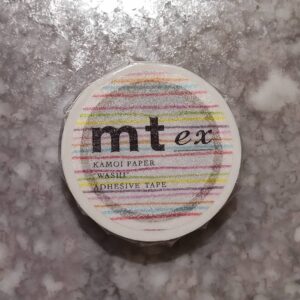 mt ex
KAMOI PAPER
"WASHI"
ADHESIVE TAPE